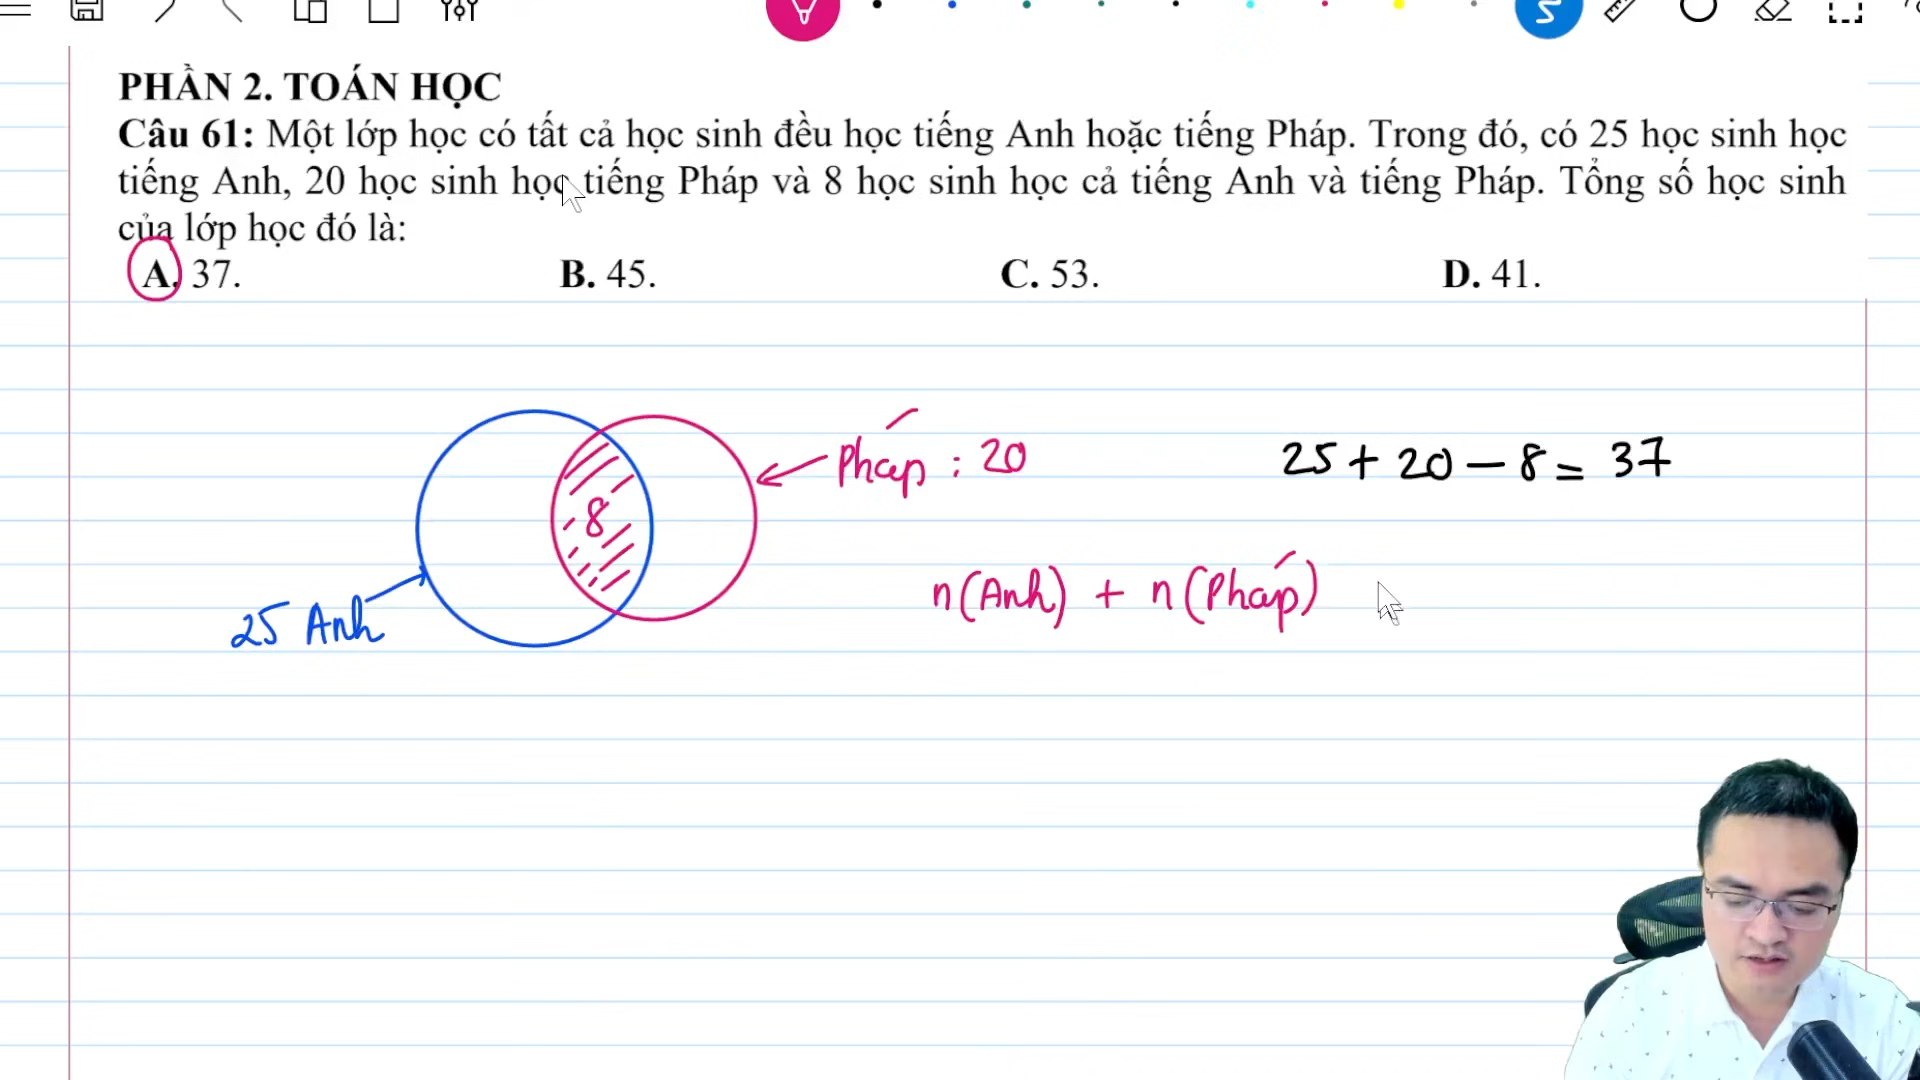 PHẦN 2. TOÁN HỌC
Câu 61: Một lớp học có tất cả học sinh đều học tiếng Anh hoặc tiếng Pháp. Trong đó, có 25 học sinh học
tiếng Anh, 20 học sinh học tiếng Pháp và 8 học sinh học cả tiếng Anh và tiếng Pháp. Tổng số học sinh
của lớp học đó là:
A. 37. B. 45. C. 53. D. 41.
Pháp : 20
25 + 20 − 8 = 37
8
n(Anh) + n(Pháp)
25 Anh